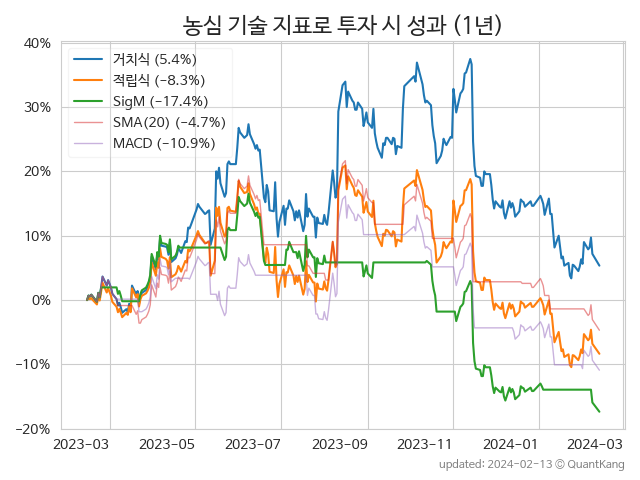 농심 기술 지표로 투자 시 성과 (1년)
40%
30%
20%
10%
0%
−10%
−20%
거치식 (5.4%)
적립식 (−8.3%)
SigM (−17.4%)
SMA(20) (−4.7%)
MACD (−10.9%)
2023-03 2023-05 2023-07 2023-09 2023-11 2024-01 2024-03
updated: 2024-02-13 © QuantKang